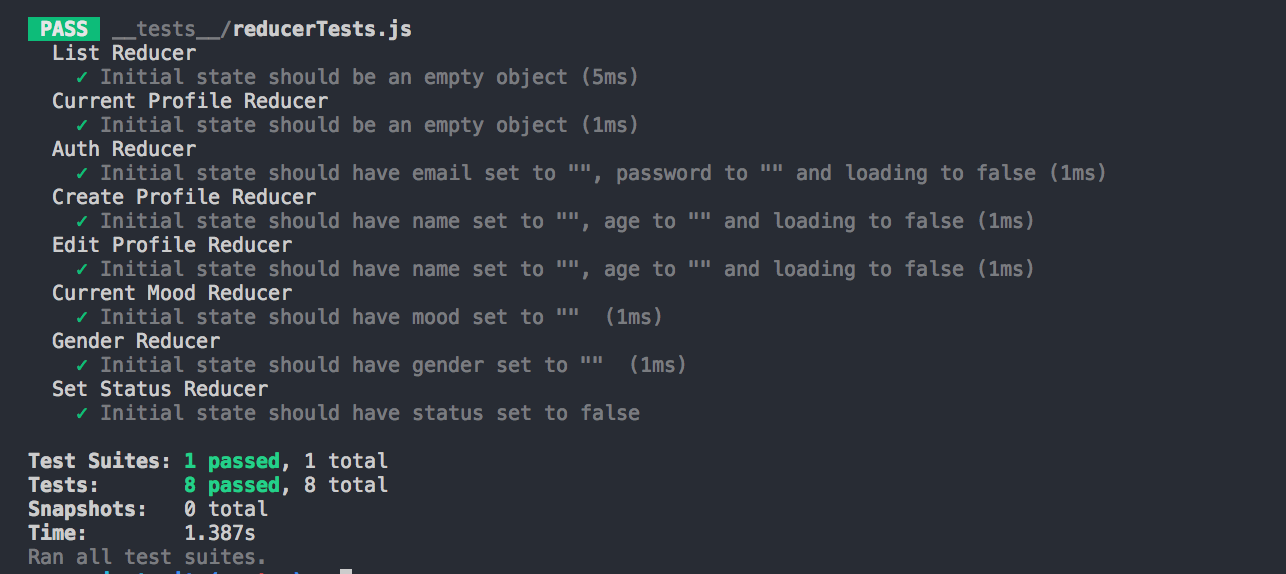 PASS __tests__/reducerTests.js
List Reducer
✓ Initial state should be an empty object (5ms)
Current Profile Reducer
✓ Initial state should be an empty object (1ms)
Auth Reducer
✓ Initial state should have email set to "", password to "" and loading to false (1ms)
Create Profile Reducer
✓ Initial state should have name set to "", age to "" and loading to false (1ms)
Edit Profile Reducer
✓ Initial state should have name set to "", age to "" and loading to false (1ms)
Current Mood Reducer
✓ Initial state should have mood set to ""  (1ms)
Gender Reducer
✓ Initial state should have gender set to ""  (1ms)
Set Status Reducer
✓ Initial state should have status set to false
Test Suites: 1 passed, 1 total
Tests:       8 passed, 8 total
Snapshots:   0 total
Time:        1.387s
Ran all test suites.